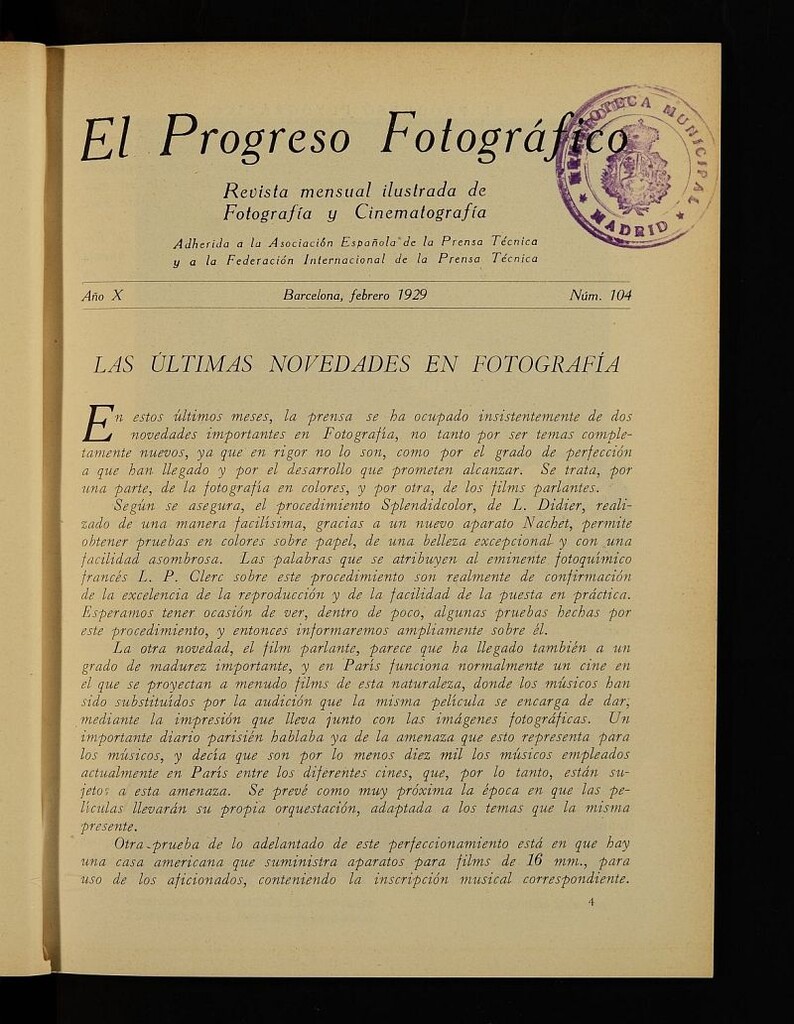 El Progreso Fotográfico
HEMEROTECA MUNICIPAL
* MADRID *
Revista mensual ilustrada de
Fotografía y Cinematografía
Adherida a la Asociación Española de la Prensa Técnica
y a la Federación Internacional de la Prensa Técnica
Año X Barcelona, febrero 1929 Núm. 104
LAS ÚLTIMAS NOVEDADES EN FOTOGRAFÍA
En estos últimos meses, la prensa se ha ocupado insistentemente de dos
novedades importantes en Fotografía, no tanto por ser temas comple-
tamente nuevos, ya que en rigor no lo son, como por el grado de perfección
a que han llegado y por el desarrollo que prometen alcanzar. Se trata, por
una parte, de la fotografía en colores, y por otra, de los films parlantes.
Según se asegura, el procedimiento Splendidcolor, de L. Didier, reali-
zado de una manera facilísima, gracias a un nuevo aparato Nachet, permite
obtener pruebas en colores sobre papel, de una belleza excepcional y con una
facilidad asombrosa. Las palabras que se atribuyen al eminente fotoquímico
francés L. P. Clerc sobre este procedimiento son realmente de confirmación
de la excelencia de la reproducción y de la facilidad de la puesta en práctica.
Esperamos tener ocasión de ver, dentro de poco, algunas pruebas hechas por
este procedimiento, y entonces informaremos ampliamente sobre él.
La otra novedad, el film parlante, parece que ha llegado también a un
grado de madurez importante, y en París funciona normalmente un cine en
el que se proyectan a menudo films de esta naturaleza, donde los músicos han
sido substituídos por la audición que la misma película se encarga de dar,
mediante la impresión que lleva junto con las imágenes fotográficas. Un
importante diario parisién hablaba ya de la amenaza que esto representa para
los músicos, y decía que son por lo menos diez mil los músicos empleados
actualmente en París entre los diferentes cines, que, por lo tanto, están su-
jetos a esta amenaza. Se prevé como muy próxima la época en que las pe-
lículas llevarán su propia orquestación, adaptada a los temas que la misma
presente.
Otra prueba de lo adelantado de este perfeccionamiento está en que hay
una casa americana que suministra aparatos para films de 16 mm., para
uso de los aficionados, conteniendo la inscripción musical correspondiente.
4